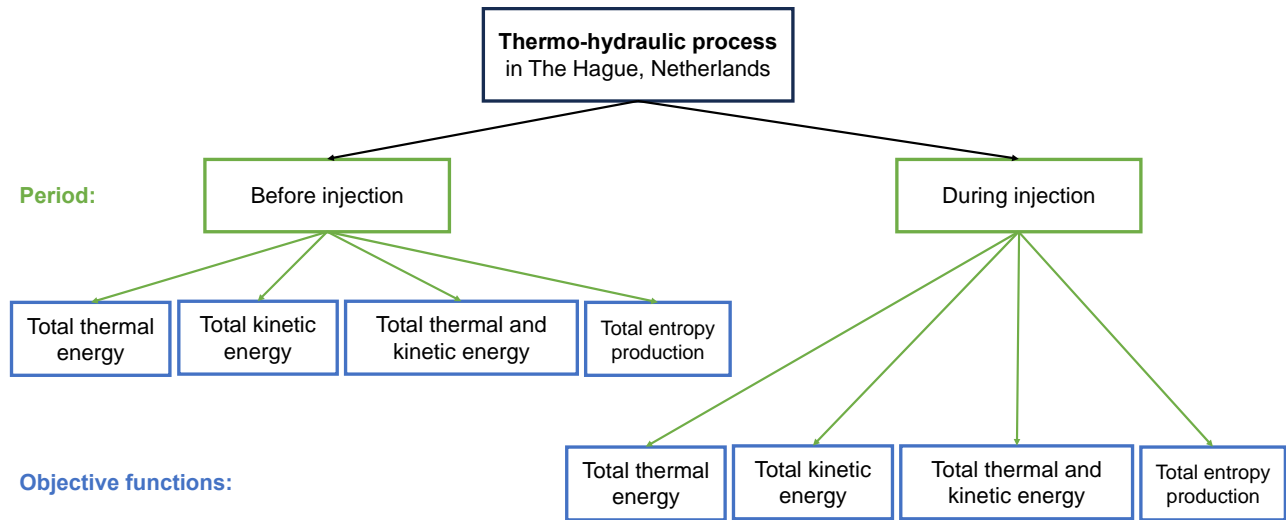 Thermo-hydraulic process
in The Hague, Netherlands
Period:
Before injection
During injection
Total thermal
energy
Total kinetic
energy
Total thermal and
kinetic energy
Total entropy
production
Objective functions:
Total thermal
energy
Total kinetic
energy
Total thermal and
kinetic energy
Total entropy
production